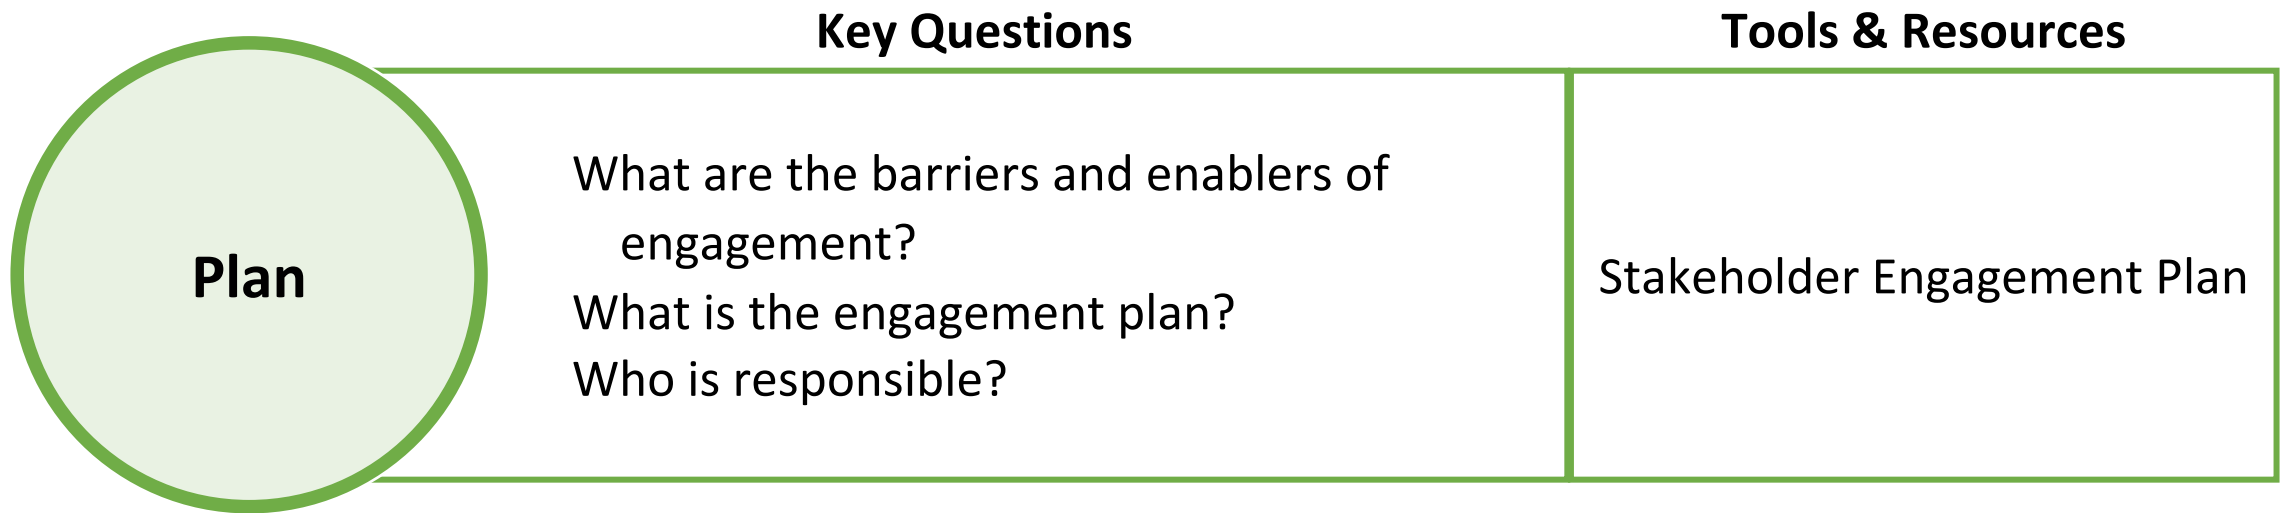 Key Questions
Tools & Resources
Plan
What are the barriers and enablers of
engagement?
What is the engagement plan?
Who is responsible?
Stakeholder Engagement Plan